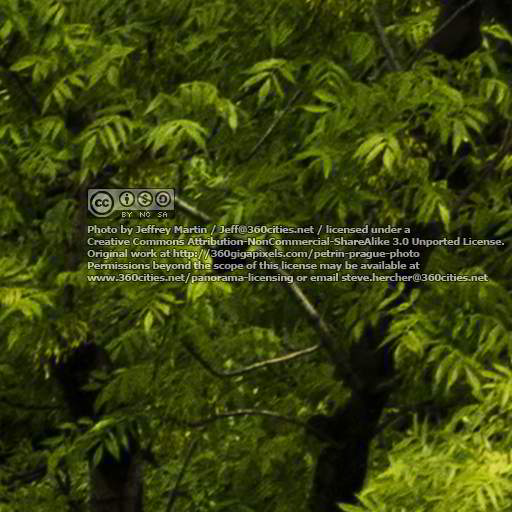 cc
BY NC SA
Photo by Jeffrey Martin / Jeff@360cities.net / licensed under a
Creative Commons Attribution-NonCommercial-ShareAlike 3.0 Unported License.
Original work at http://360gigapixels.com/petrin-prague-photo
Permissions beyond the scope of this license may be available at
www.360cities.net/panorama-licensing or email steve.hercher@360cities.net